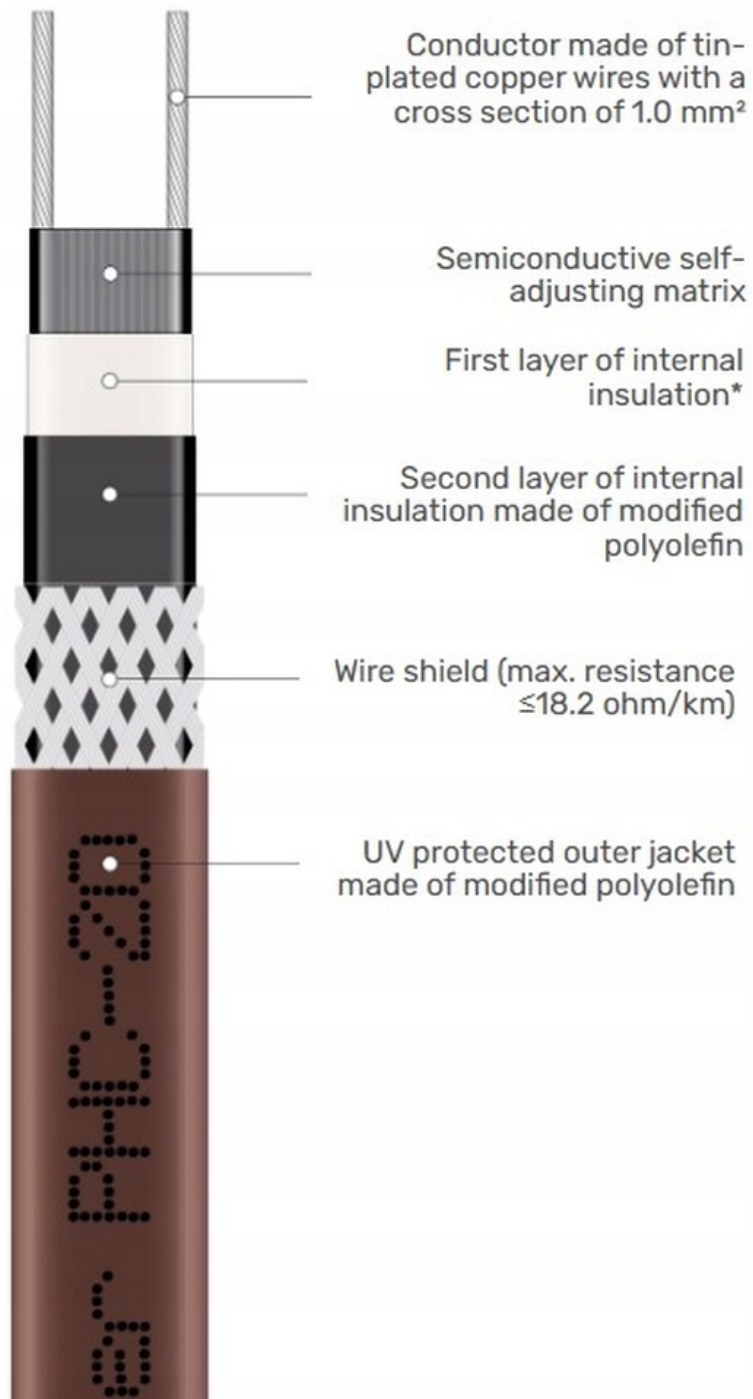 Conductor made of tin-
plated copper wires with a
cross section of 1.0 mm²
Semiconductive self-
adjusting matrix
First layer of internal
insulation*
Second layer of internal
insulation made of modified
polyolefin
Wire shield (max. resistance
≤18.2 ohm/km)
UV protected outer jacket
made of modified polyolefin
ar PHC-20